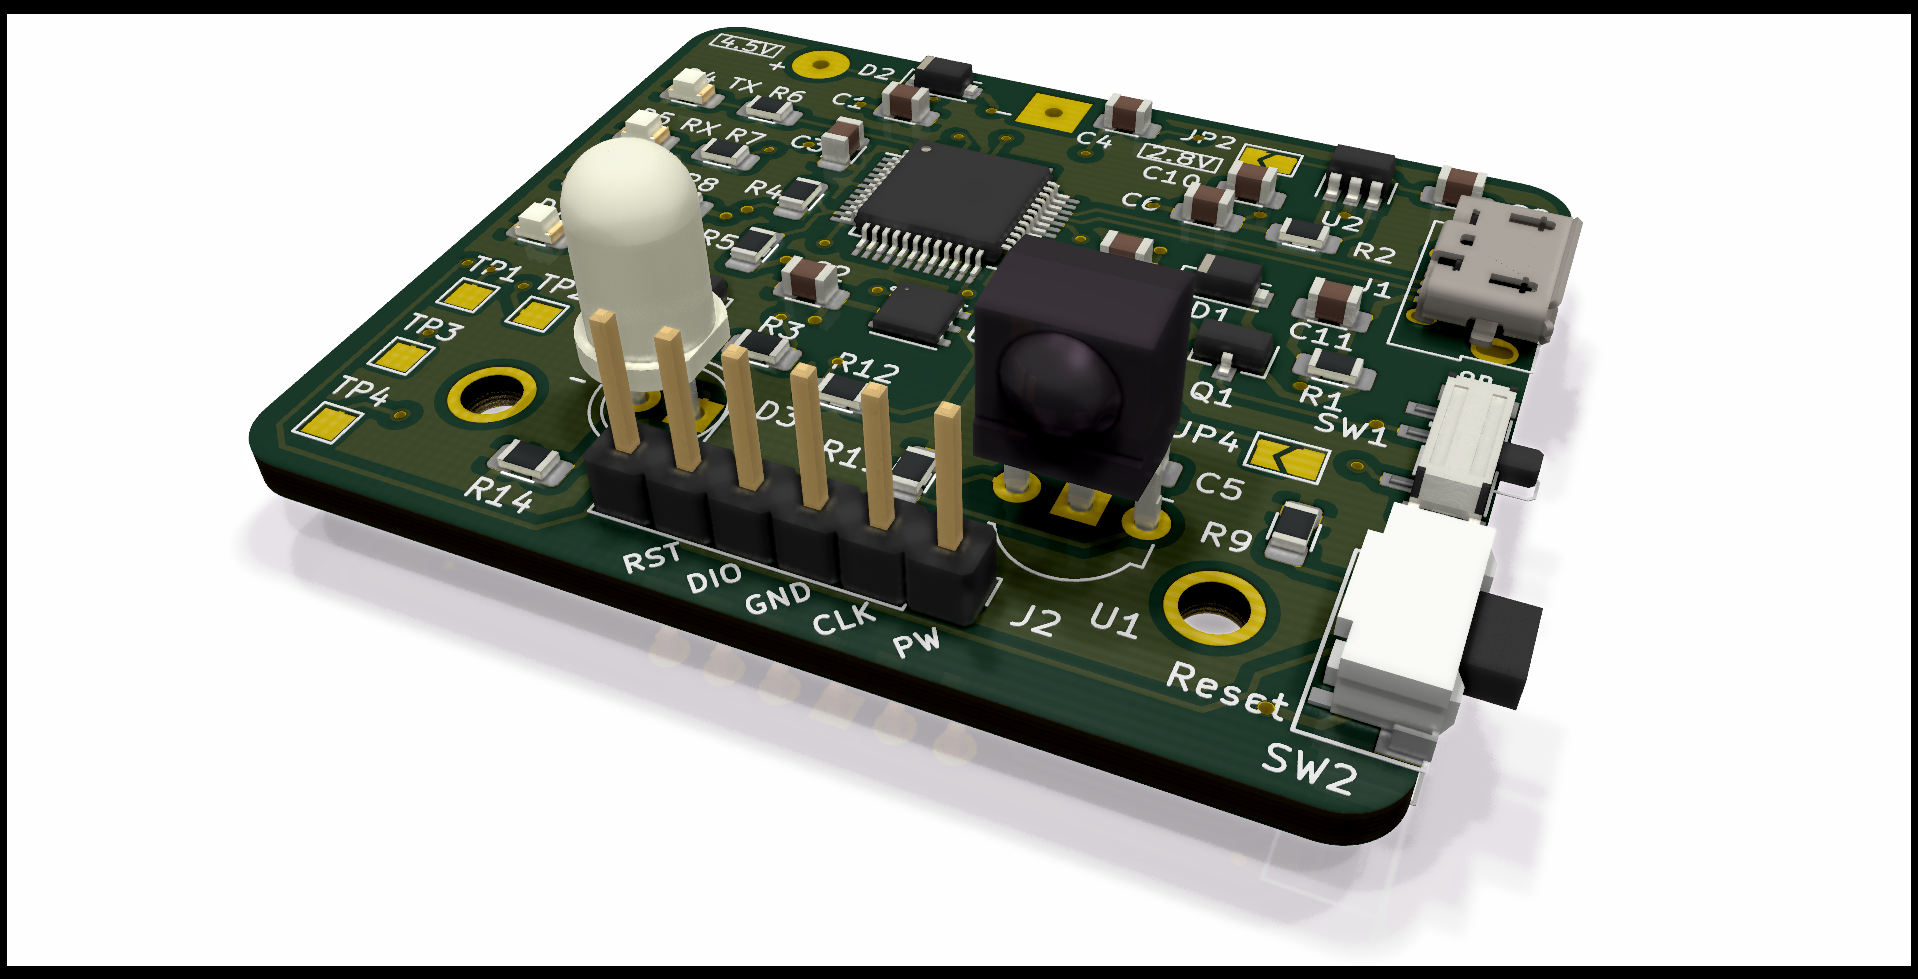 4.5V
+
D2
TX R6
C1
-
RX R7
C3
C4
JP2
2.8V
C10
R4
C6
U2
R2
R5
J1
TP1
D1
TP3
R3
C11
R12
TP4
-
Q1
R1
D3
SW1
JP4
C5
R14
R9
RST
DIO
GND
CLK
PW
J2
U1
Reset
SW2